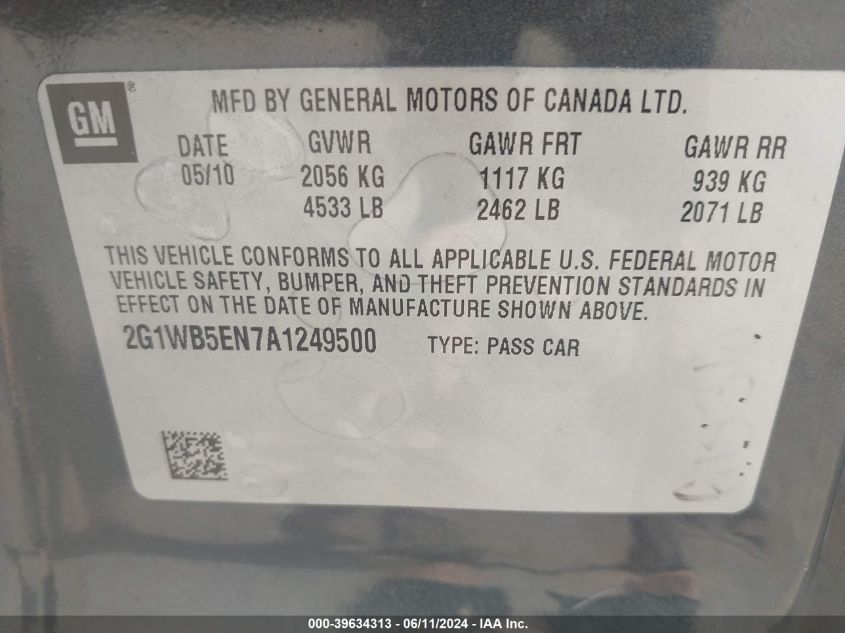 GM®
MFD BY GENERAL MOTORS OF CANADA LTD.
DATE GVWR GAWR FRT GAWR RR
05/10 2056 KG 1117 KG 939 KG
4533 LB 2462 LB 2071 LB
THIS VEHICLE CONFORMS TO ALL APPLICABLE U.S. FEDERAL MOTOR
VEHICLE SAFETY, BUMPER, AND THEFT PREVENTION STANDARDS IN
EFFECT ON THE DATE OF MANUFACTURE SHOWN ABOVE.
2G1WB5EN7A1249500 TYPE: PASS CAR
000-39634313 - 06/11/2024 - IAA Inc.